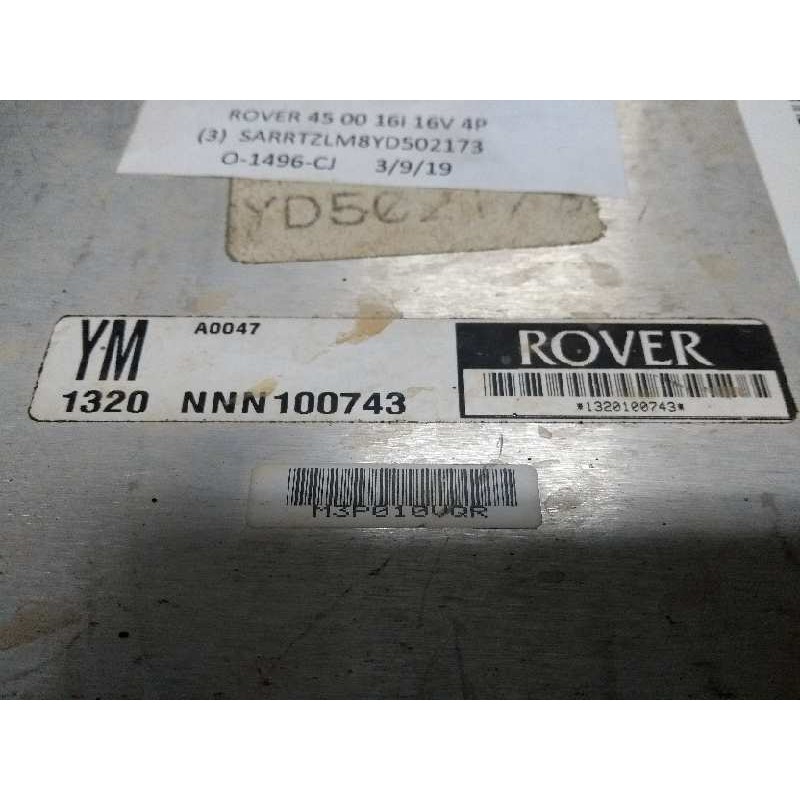 ROVER 45 00 16I 16V 4P
(3) SARRTZLM8YD502173
O-1496-CJ 3/9/19
YM A0047
1320 NNN100743
ROVER
*1320100743*
M3P010VQR